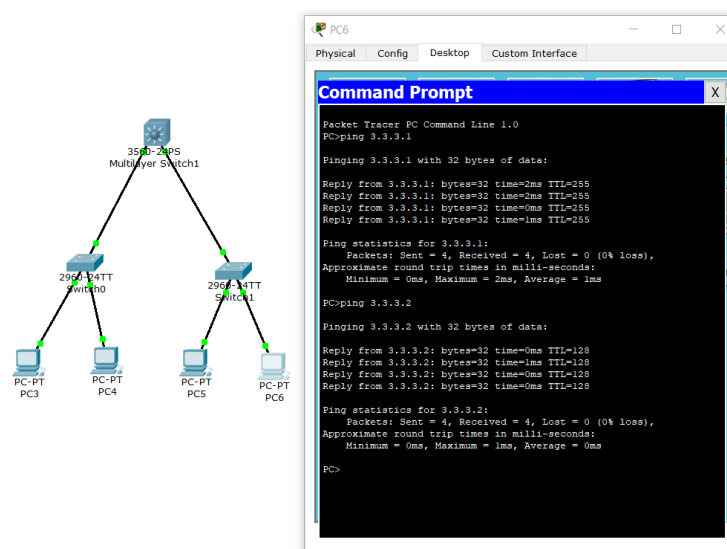 PC6
Physical Config Desktop Custom Interface
Command Prompt
X
Packet Tracer PC Command Line 1.0
PC>ping 3.3.3.1
Pinging 3.3.3.1 with 32 bytes of data:
Reply from 3.3.3.1: bytes=32 time=2ms TTL=255
Reply from 3.3.3.1: bytes=32 time=2ms TTL=255
Reply from 3.3.3.1: bytes=32 time=0ms TTL=255
Reply from 3.3.3.1: bytes=32 time=1ms TTL=255
Ping statistics for 3.3.3.1:
Packets: Sent = 4, Received = 4, Lost = 0 (0% loss),
Approximate round trip times in milli-seconds:
Minimum = 0ms, Maximum = 2ms, Average = 1ms
PC>ping 3.3.3.2
Pinging 3.3.3.2 with 32 bytes of data:
Reply from 3.3.3.2: bytes=32 time=0ms TTL=128
Reply from 3.3.3.2: bytes=32 time=1ms TTL=128
Reply from 3.3.3.2: bytes=32 time=0ms TTL=128
Reply from 3.3.3.2: bytes=32 time=0ms TTL=128
Ping statistics for 3.3.3.2:
Packets: Sent = 4, Received = 4, Lost = 0 (0% loss),
Approximate round trip times in milli-seconds:
Minimum = 0ms, Maximum = 1ms, Average = 0ms
PC>
3560-24PS
Multilayer Switch1
2960-24TT
Switch0
2960-24TT
Switch1
PC-PT
PC3
PC-PT
PC4
PC-PT
PC5
PC-PT
PC6